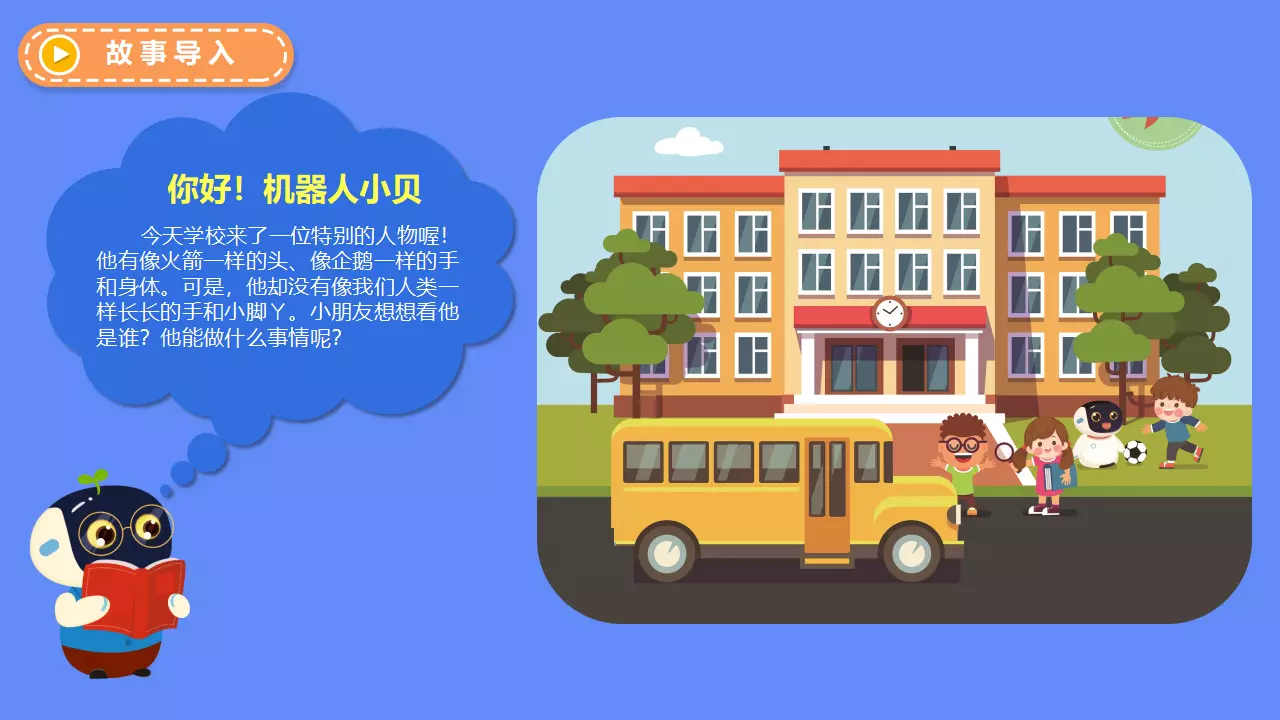 故事导入
你好！机器人小贝
今天学校来了一位特别的人物喔！
他有像火箭一样的头、像企鹅一样的手
和身体。可是，他却没有像我们人类一
样长长的手和小脚丫。小朋友想想看他
是谁？他能做什么事情呢？